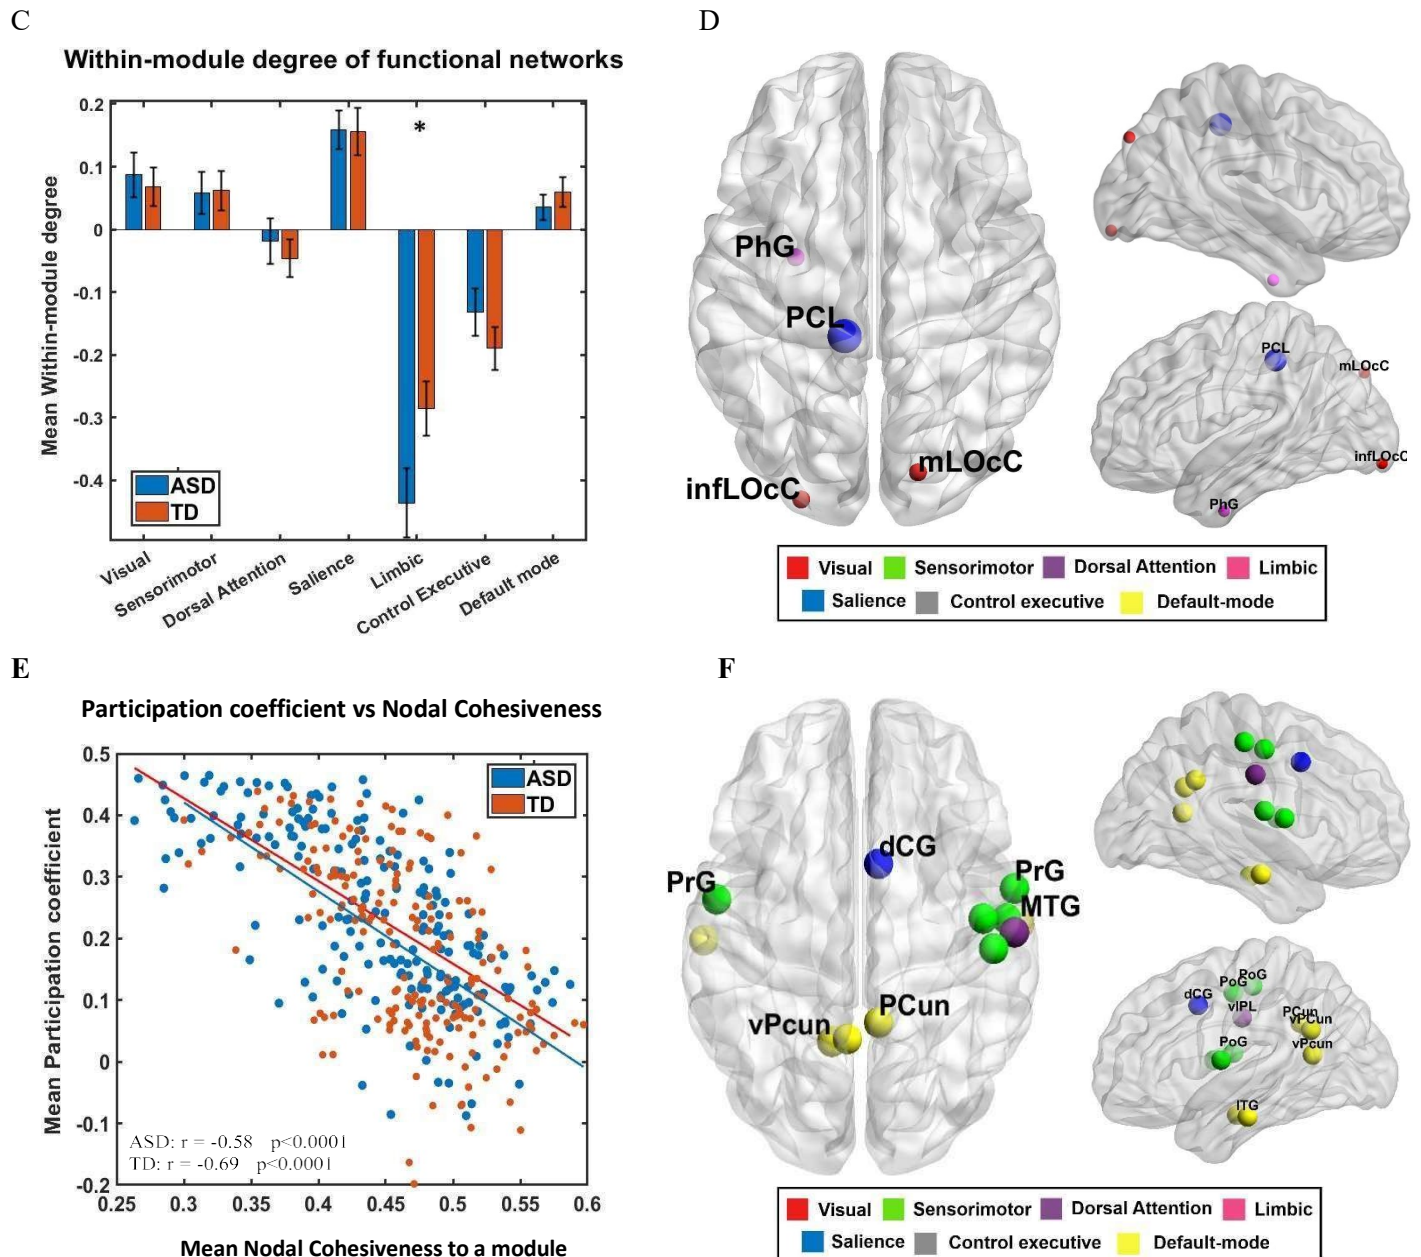 C
Within-module degree of functional networks
Mean Within-module degree
0.2
0.1
0
-0.1
-0.2
-0.3
-0.4
*
ASD
TD
Visual
Sensorimotor
Dorsal Attention
Salience
Limbic
Control Executive
Default mode
D
PhG
PCL
mLOcC
infLOcC
PCL
mLOcC
infLOcC
PhG
Visual Sensorimotor Dorsal Attention Limbic
Salience Control executive Default-mode
E
Participation coefficient vs Nodal Cohesiveness
Mean Participation coefficient
0.5
0.4
0.3
0.2
0.1
0
-0.1
-0.2
ASD
TD
ASD: r = -0.58 p<0.0001
TD: r = -0.69 p<0.0001
0.25 0.3 0.35 0.4 0.45 0.5 0.55 0.6
Mean Nodal Cohesiveness to a module
F
dCG
PrG
PrG
MTG
PCun
vPcun
PoG
PoG
dCG
vIPL
PCun
vPCun
PoG
vPcun
ITG
Visual Sensorimotor Dorsal Attention Limbic
Salience Control executive Default-mode